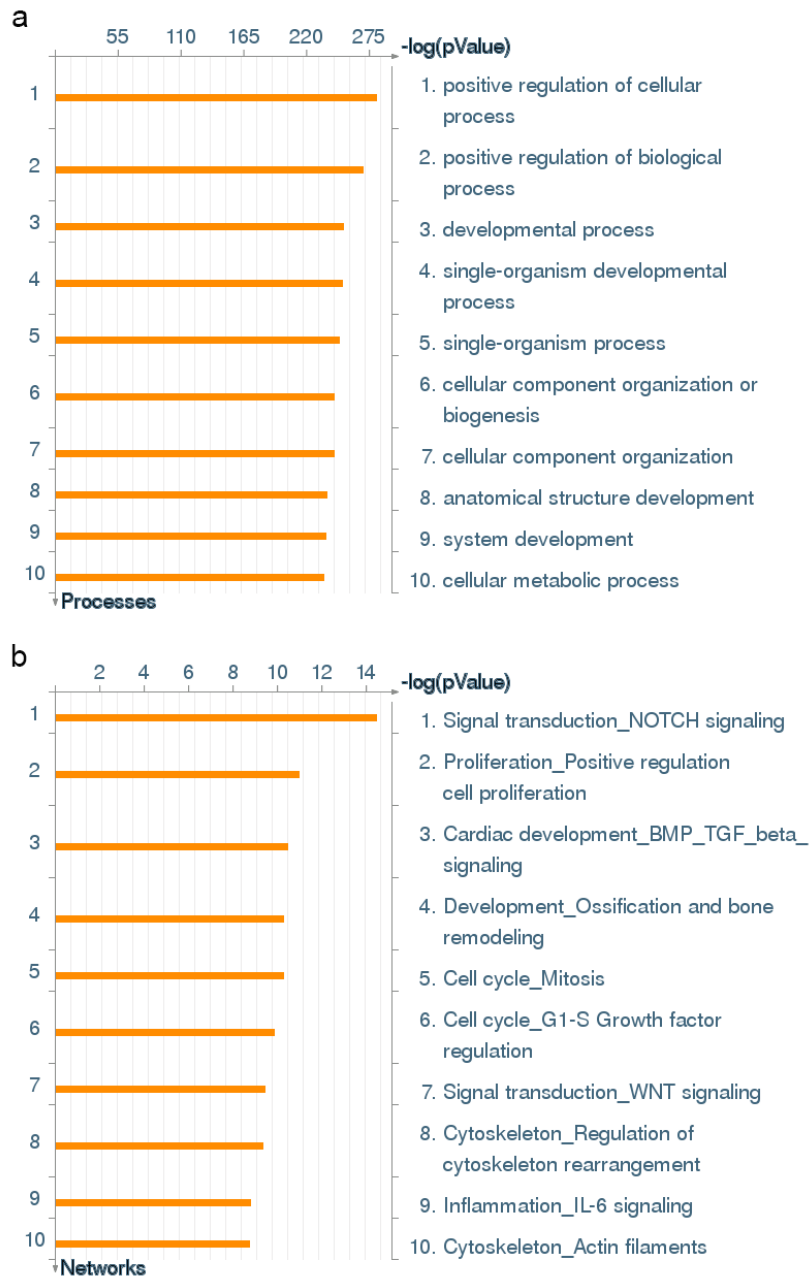 a
55 110 165 220 275 -log(pValue)
1 1. positive regulation of cellular
process
2 2. positive regulation of biological
process
3 3. developmental process
4 4. single-organism developmental
process
5 5. single-organism process
6 6. cellular component organization or
biogenesis
7 7. cellular component organization
8 8. anatomical structure development
9 9. system development
10 10. cellular metabolic process
Processes
b
2 4 6 8 10 12 14 -log(pValue)
1 1. Signal transduction_NOTCH signaling
2 2. Proliferation_Positive regulation
cell proliferation
3 3. Cardiac development_BMP_TGF_beta_
signaling
4 4. Development_Ossification and bone
remodeling
5 5. Cell cycle_Mitosis
6 6. Cell cycle_G1-S Growth factor
regulation
7 7. Signal transduction_WNT signaling
8 8. Cytoskeleton_Regulation of
cytoskeleton rearrangement
9 9. Inflammation_IL-6 signaling
10 10. Cytoskeleton_Actin filaments
Networks